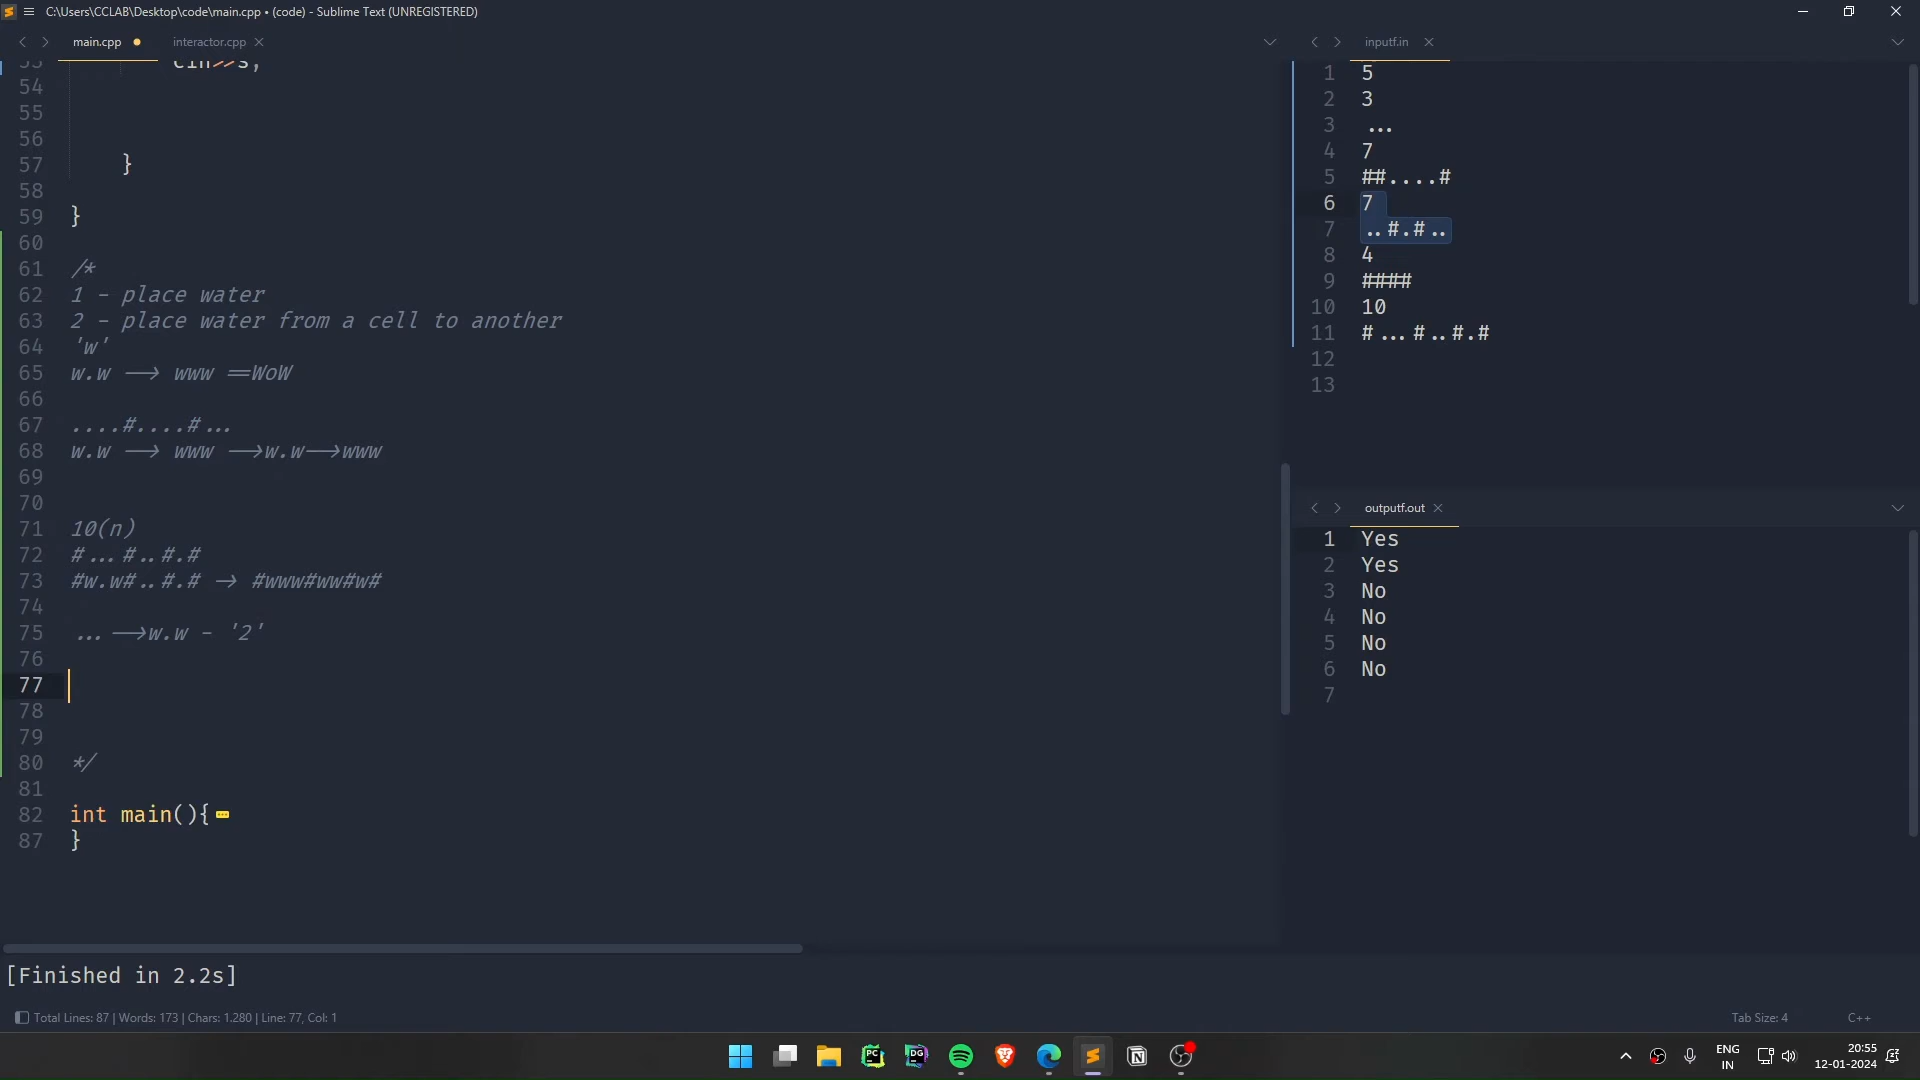 C:\Users\CCLAB\Desktop\code\main.cpp • (code) - Sublime Text (UNREGISTERED)
main.cpp
interactor.cpp
53 cin>>s;
54
55
56
57 }
58
59 }
60
61 /*
62 1 - place water
63 2 - place water from a cell to another
64 'w'
65 w.w --> www ==WoW
66
67 ....#....#...
68 w.w --> www -->w.w-->www
69
70
71 10(n)
72 #...#..#.#
73 #w.w#..#.# -> #www#ww#w#
74
75 ...-->w.w - '2'
76
77
78
79
80 */
81
82 int main(){
87 }
inputf.in
1 5
2 3
3 ...
4 7
5 ##....#
6 7
7 ..#.#..
8 4
9 ####
10 10
11 #...#..#.#
12
13
outputf.out
1 Yes
2 Yes
3 No
4 No
5 No
6 No
7
[Finished in 2.2s]
Total Lines: 87 | Words: 173 | Chars: 1.280 | Line: 77, Col: 1
Tab Size: 4
C++
PC
DG
ENG
IN
20:55
12-01-2024